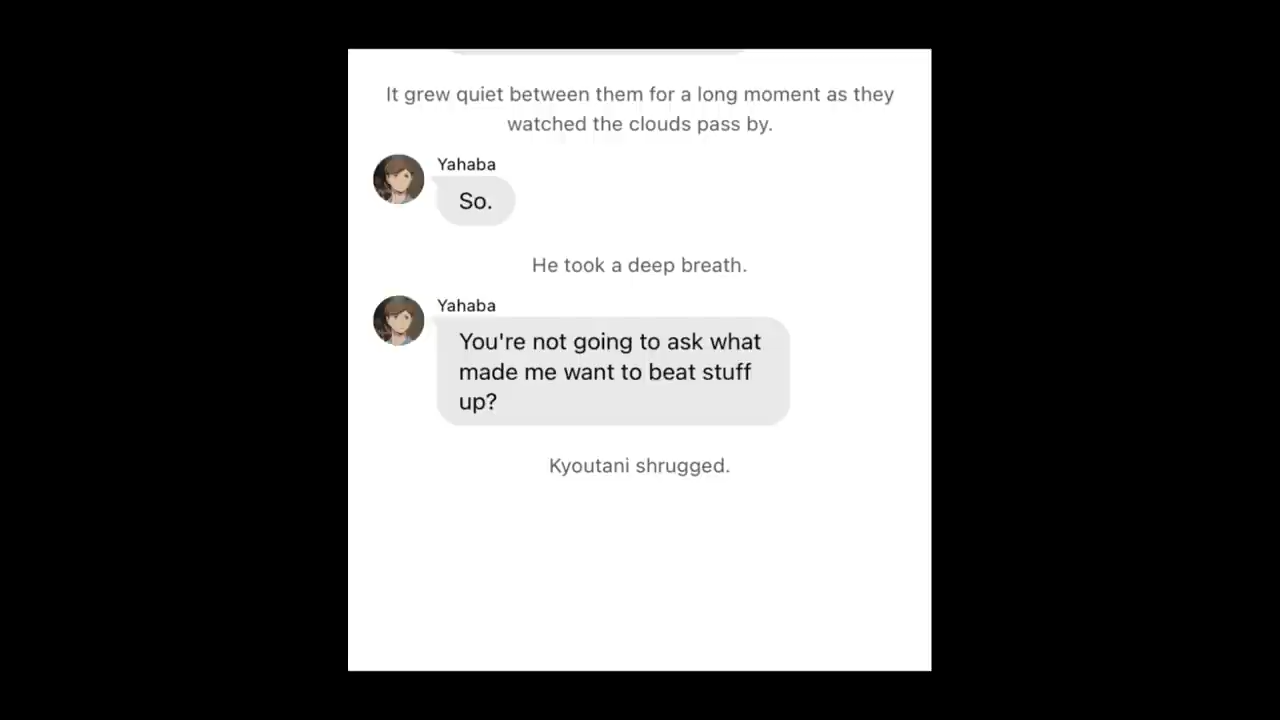 It grew quiet between them for a long moment as they
watched the clouds pass by.
Yahaba
So.
He took a deep breath.
Yahaba
You're not going to ask what
made me want to beat stuff
up?
Kyoutani shrugged.